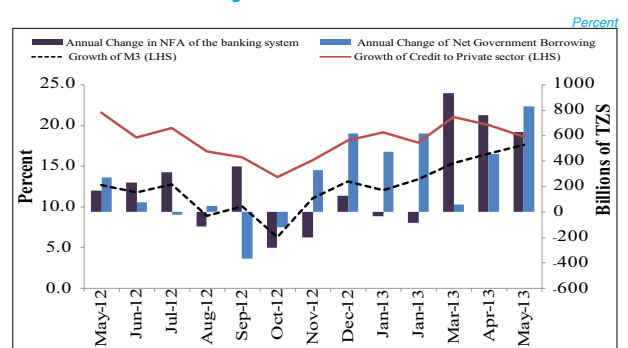 Percent
Annual Change in NFA of the banking system
Annual Change of Net Government Borrowing
Growth of M3 (LHS)
Growth of Credit to Private sector (LHS)
25.0
20.0
15.0
10.0
5.0
0.0
Percent
1000
800
600
400
200
0
-200
-400
-600
Billions of TZS
May-12
Jun-12
Jul-12
Aug-12
Sep-12
Oct-12
Nov-12
Dec-12
Jan-13
Jan-13
Mar-13
Apr-13
May-13